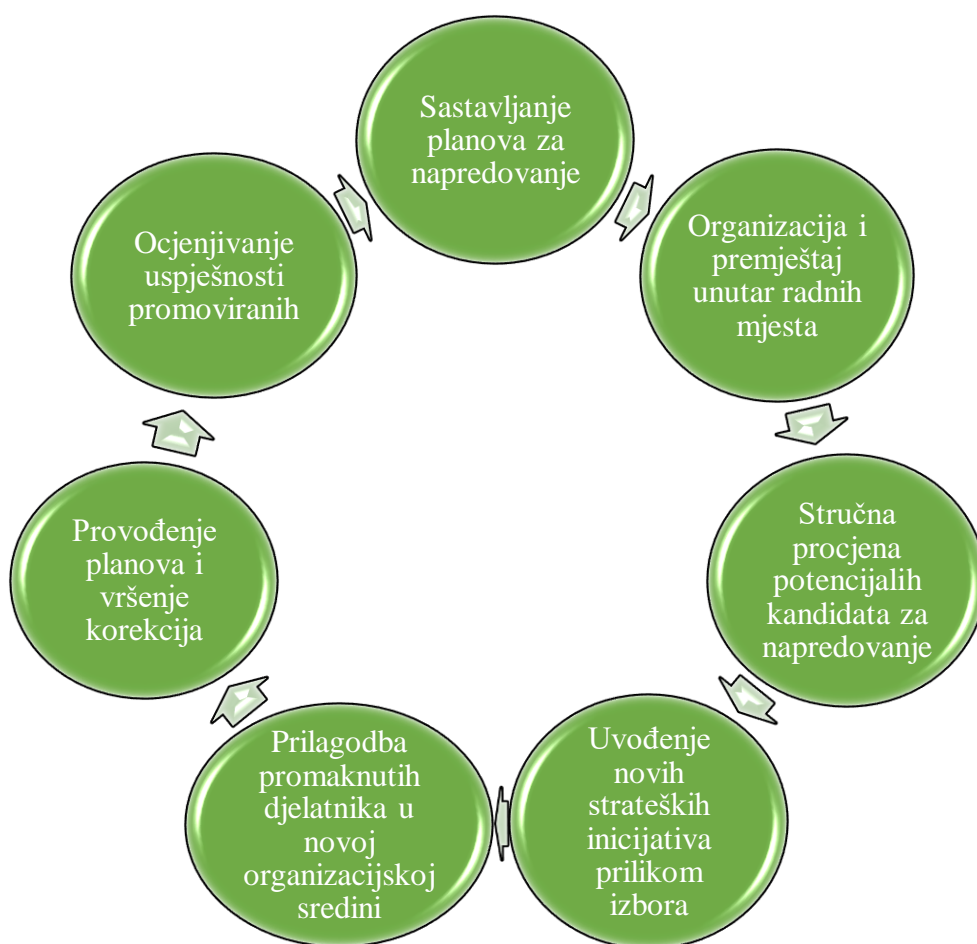 Sastavljanje
planova za
napredovanje
Organizacija i
premještaj
unutar radnih
mjesta
Stručna
procjena
potencijalih
kandidata za
napredovanje
Uvođenje
novih
strateških
inicijativa
prilikom
izbora
Prilagodba
promaknutih
djelatnika u
novoj
organizacijskoj
sredini
Provođenje
planova i
vršenje
korekcija
Ocjenjivanje
uspješnosti
promoviranih